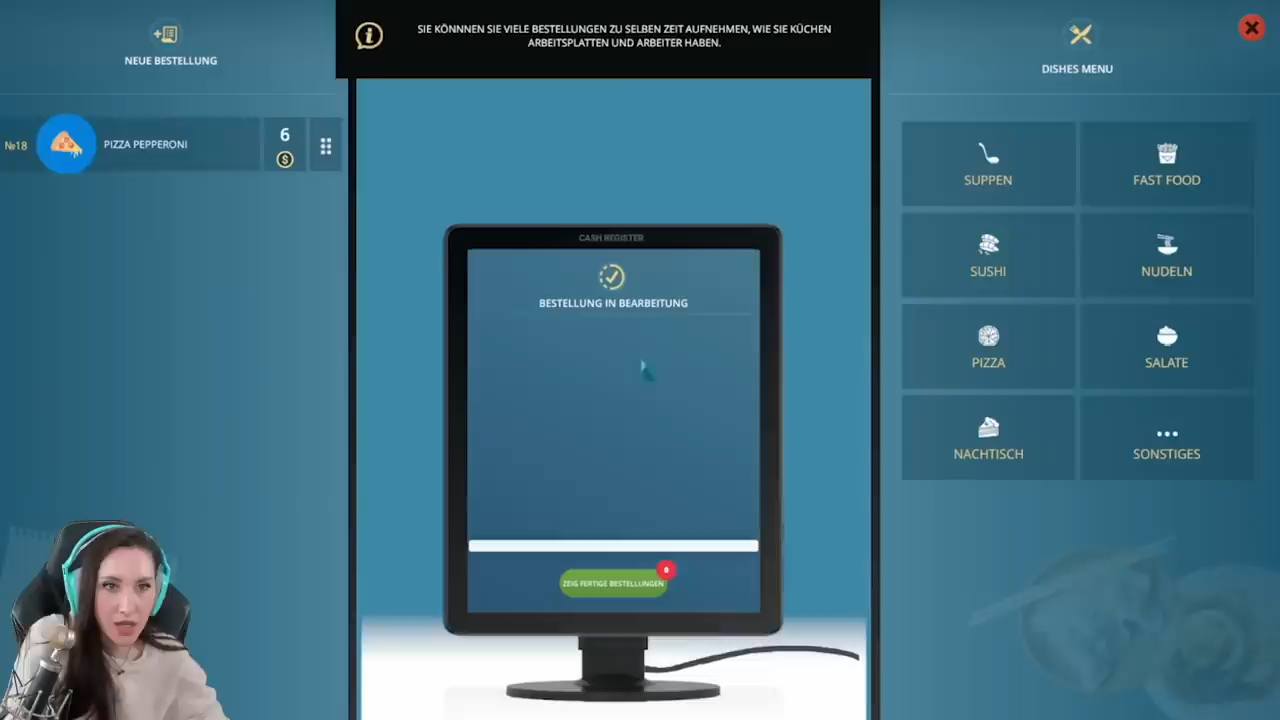 NEUE BESTELLUNG
SIE KÖNNNEN SIE VIELE BESTELLUNGEN ZU SELBEN ZEIT AUFNEHMEN, WIE SIE KÜCHEN
ARBEITSPLATTEN UND ARBEITER HABEN.
DISHES MENU
№18
PIZZA PEPPERONI
6
CASH REGISTER
BESTELLUNG IN BEARBEITUNG
ZEIG FERTIGE BESTELLUNGEN
0
SUPPEN
FAST FOOD
SUSHI
NUDELN
PIZZA
SALATE
NACHTISCH
SONSTIGES